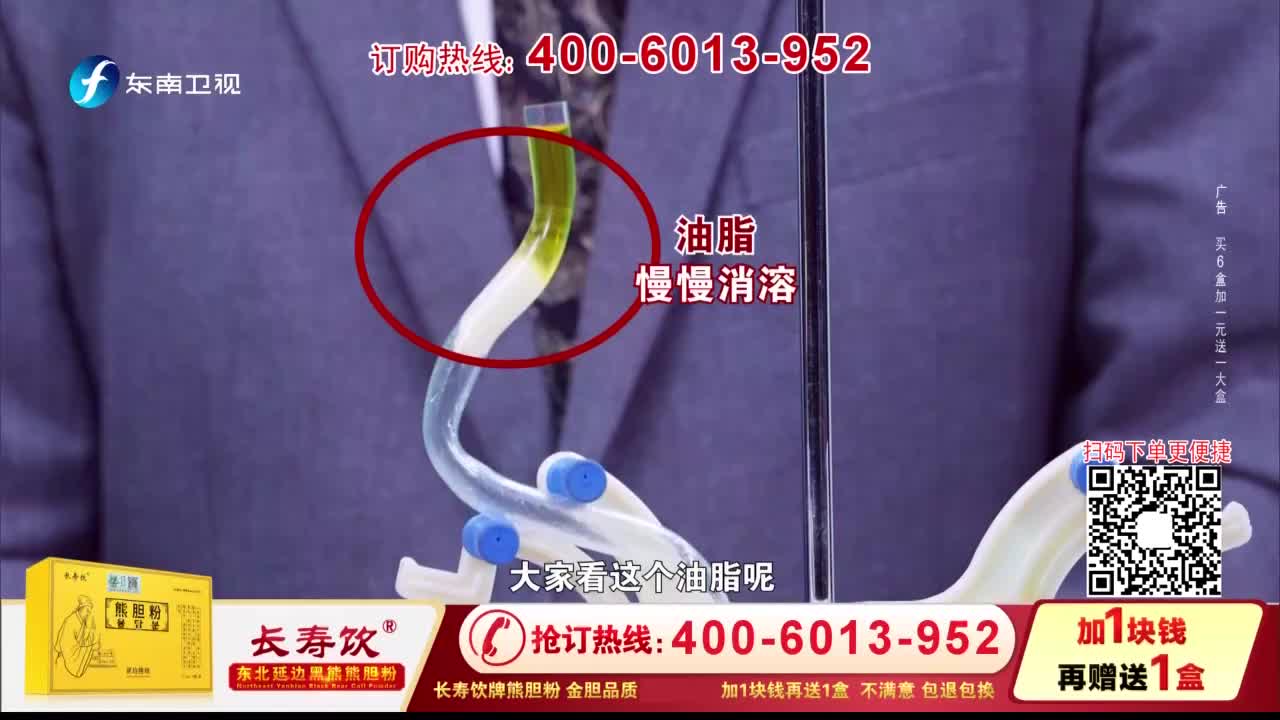 订购热线: 400-6013-952
东南卫视
油脂
慢慢消溶
广告 买6盒加一元送一大盒
扫码下单更便捷
大家看这个油脂呢
长寿饮
熊胆粉
长寿饮®
东北延边黑熊熊胆粉
Northeast Yanbian Black Bear Gall Powder
抢订热线: 400-6013-952
长寿饮牌熊胆粉 金胆品质 加1块钱再送1盒 不满意 包退包换
加1块钱
再赠送1盒